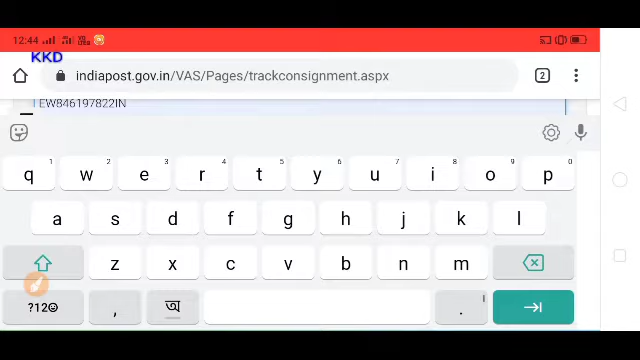 12:44
KKD
indiapost.gov.in/VAS/Pages/trackconsignment.aspx
2
EW846197822IN
1 2 3 4 5 6 7 8 9 0
q w e r t y u i o p
a s d f g h j k l
z x c v b n m
?12☺ , অ .